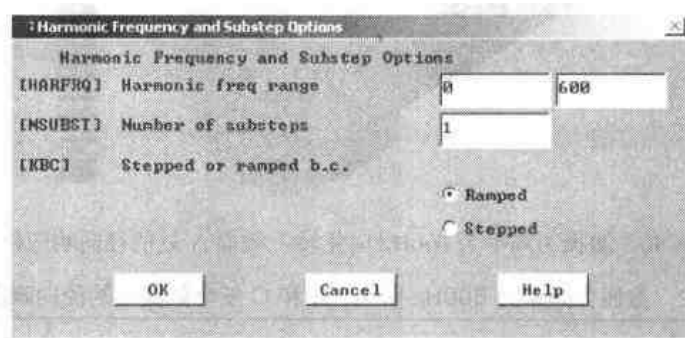 Harmonic Frequency and Substep Options
Harmonic Frequency and Substep Options
[HARFRQ] Harmonic freq range 0 600
[NSUBST] Number of substeps 1
[KBC] Stepped or ramped b.c.
Ramped
Stepped
OK Cancel Help